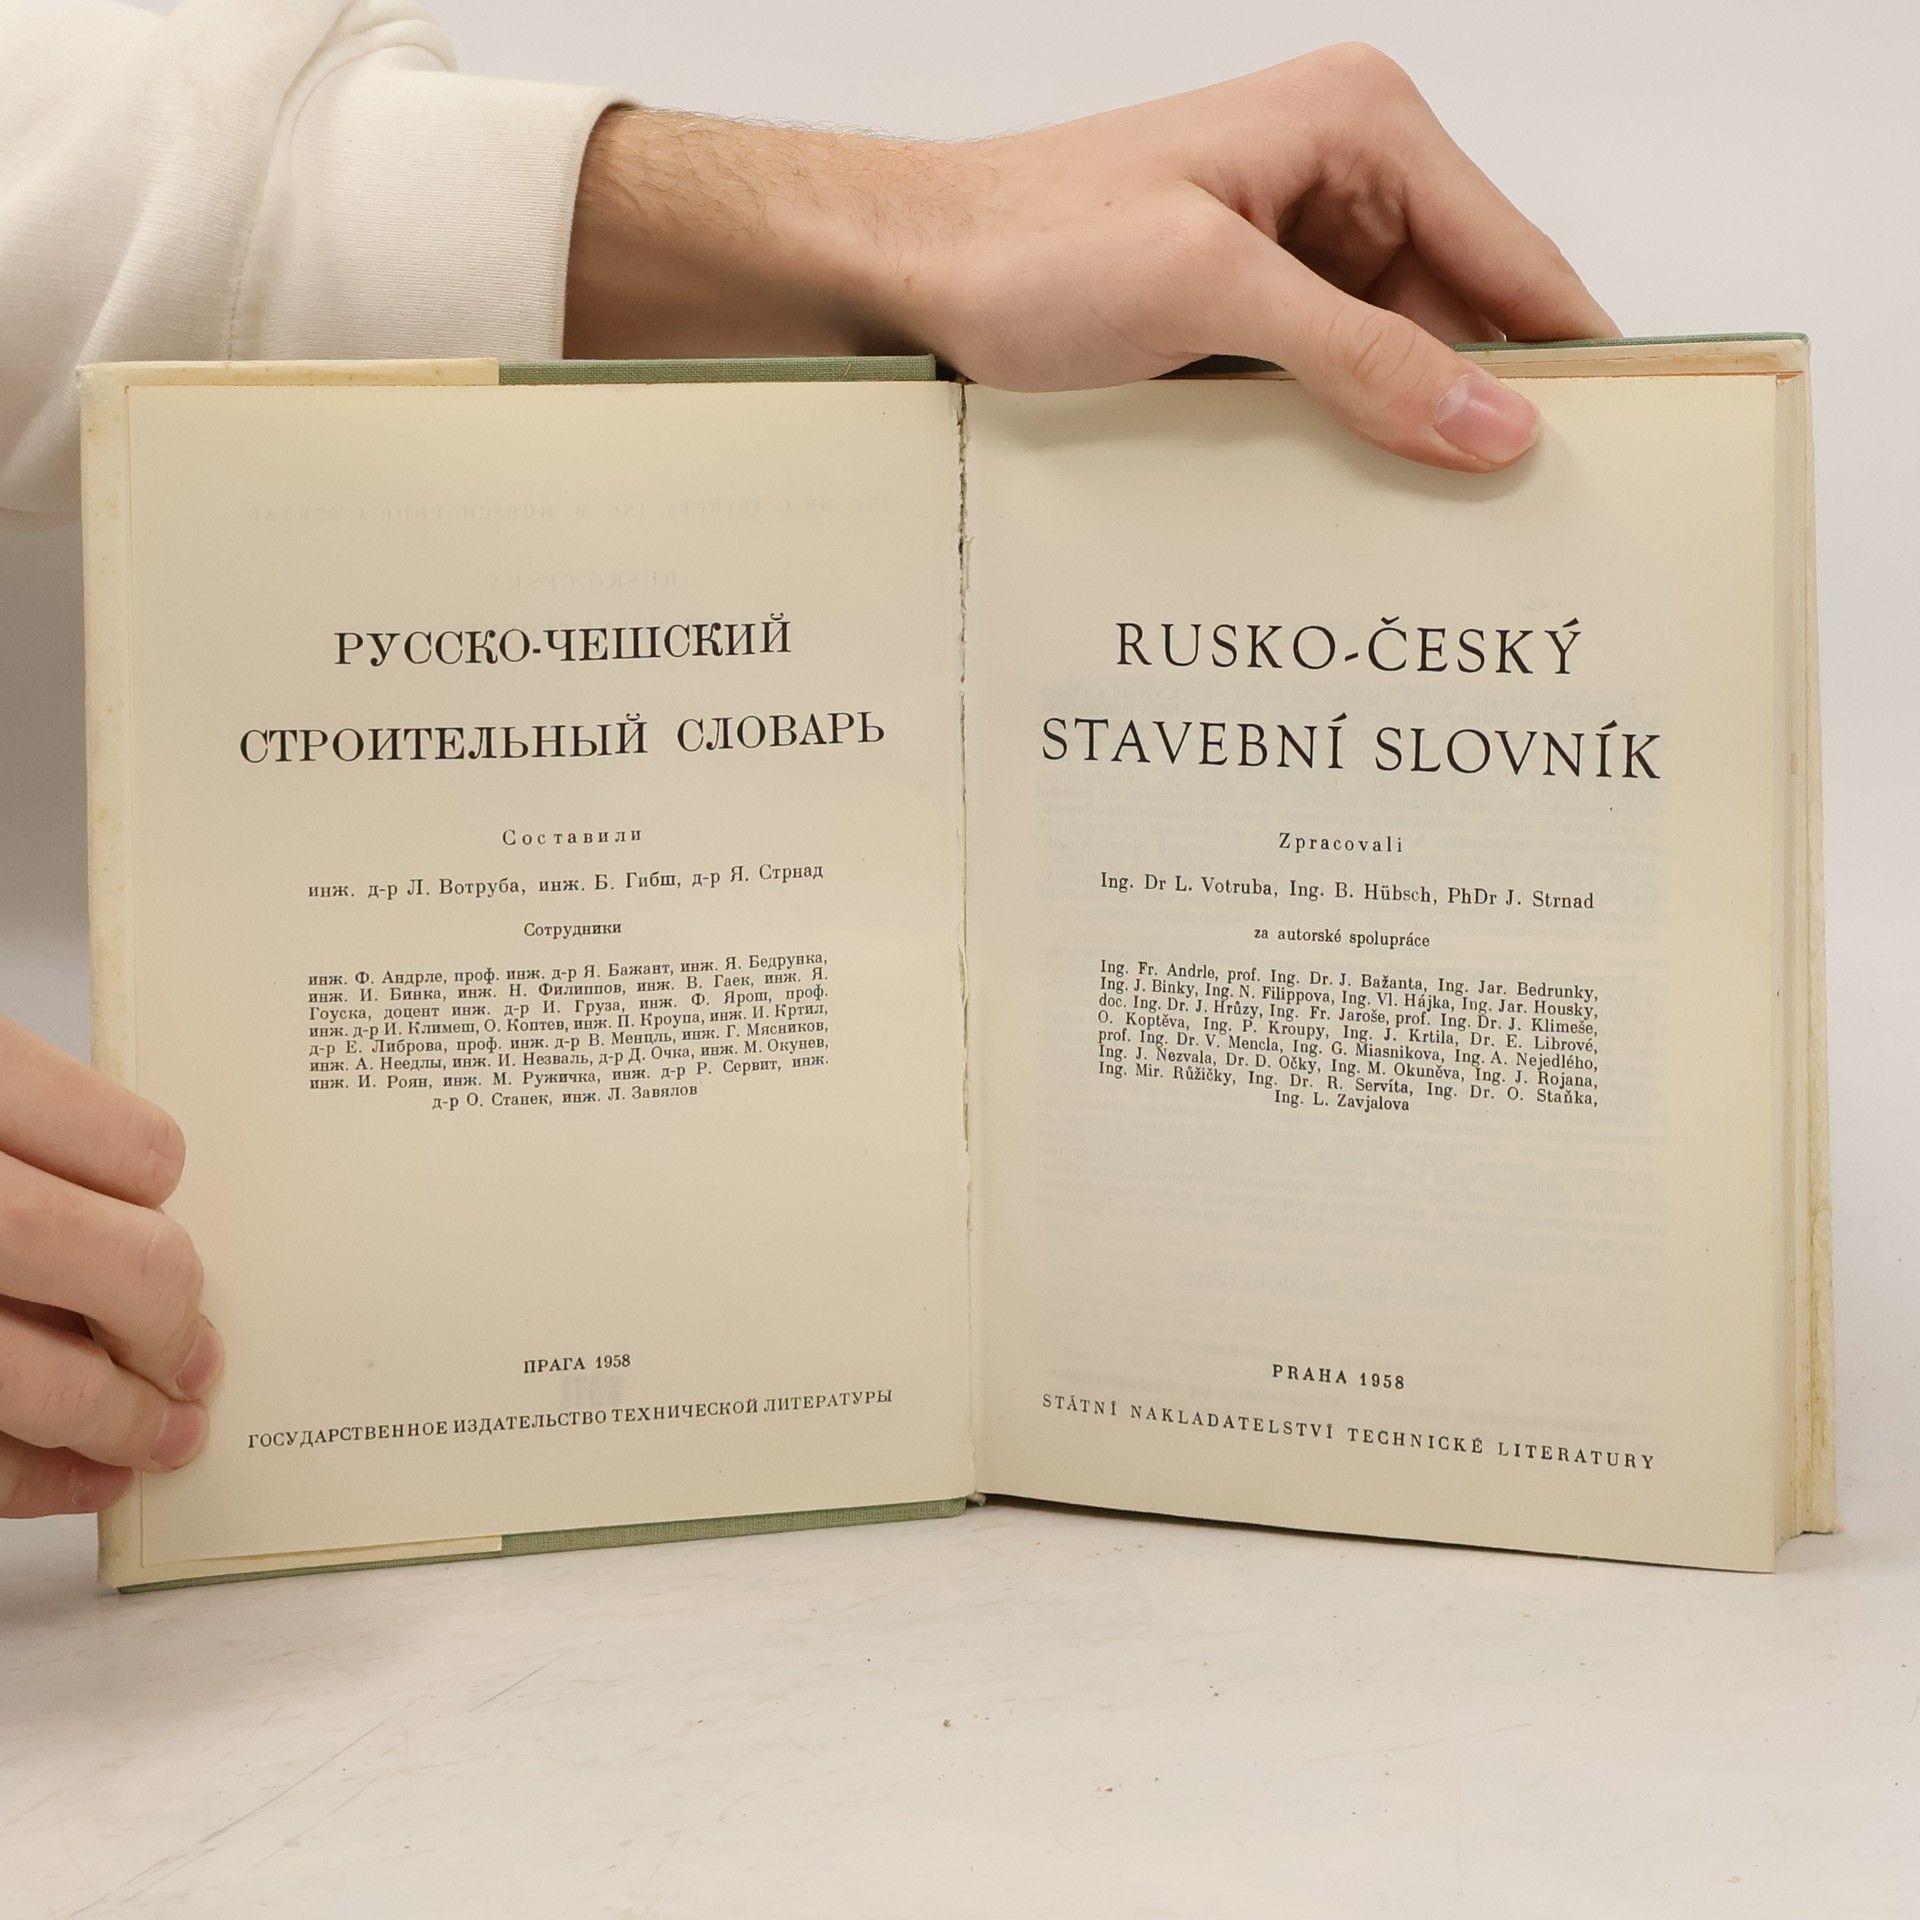 РУССКО-ЧЕШСКИЙ
СТРОИТЕЛЬНЫЙ СЛОВАРЬ
Составили
инж. д-р Л. Вотруба, инж. Б. Гибш, д-р Я. Стрнад
Сотрудники
инж. Ф. Андрле, проф. инж. д-р Я. Бажант, инж. Я. Бедрунка,
инж. И. Бинка, инж. Н. Филиппов, инж. В. Гаек, инж. Я.
Гоуска, доцент инж. д-р И. Груза, инж. Ф. Ярош, проф.
инж. д-р И. Климеш, О. Коптев, инж. П. Кроупа, инж. И. Кртил,
д-р Е. Либрова, проф. инж. д-р В. Менцль, инж. Г. Мясников,
инж. А. Неедлы, инж. И. Незваль, д-р Д. Очка, инж. М. Окунев,
инж. И. Роян, инж. М. Ружичка, инж. д-р Р. Сервит, инж.
д-р О. Станек, инж. Л. Завялов
ПРАГА 1958
ГОСУДАРСТВЕННОЕ ИЗДАТЕЛЬСТВО ТЕХНИЧЕСКОЙ ЛИТЕРАТУРЫ
RUSKO-ČESKÝ
STAVEBNÍ SLOVNÍK
Zpracovali
Ing. Dr L. Votruba, Ing. B. Hübsch, PhDr J. Strnad
za autorské spolupráce
Ing. Fr. Andrle, prof. Ing. Dr. J. Bažanta, Ing. Jar. Bedrunky,
Ing. J. Binky, Ing. N. Filippova, Ing. Vl. Hájka, Ing. Jar. Housky,
doc. Ing. Dr. J. Hrůzy, Ing. Fr. Jaroše, prof. Ing. Dr. J. Klimeše,
O. Koptěva, Ing. P. Kroupy, Ing. J. Krtila, Dr. E. Librové,
prof. Ing. Dr. V. Mencla, Ing. G. Miasnikova, Ing. A. Nejedlého,
Ing. J. Nezvala, Dr. D. Očky, Ing. M. Okuněva, Ing. J. Rojana,
Ing. Mir. Růžičky, Ing. Dr. R. Servíta, Ing. Dr. O. Staňka,
Ing. L. Zavjalova
PRAHA 1958
STÁTNÍ NAKLADATELSTVÍ TECHNICKÉ LITERATURY